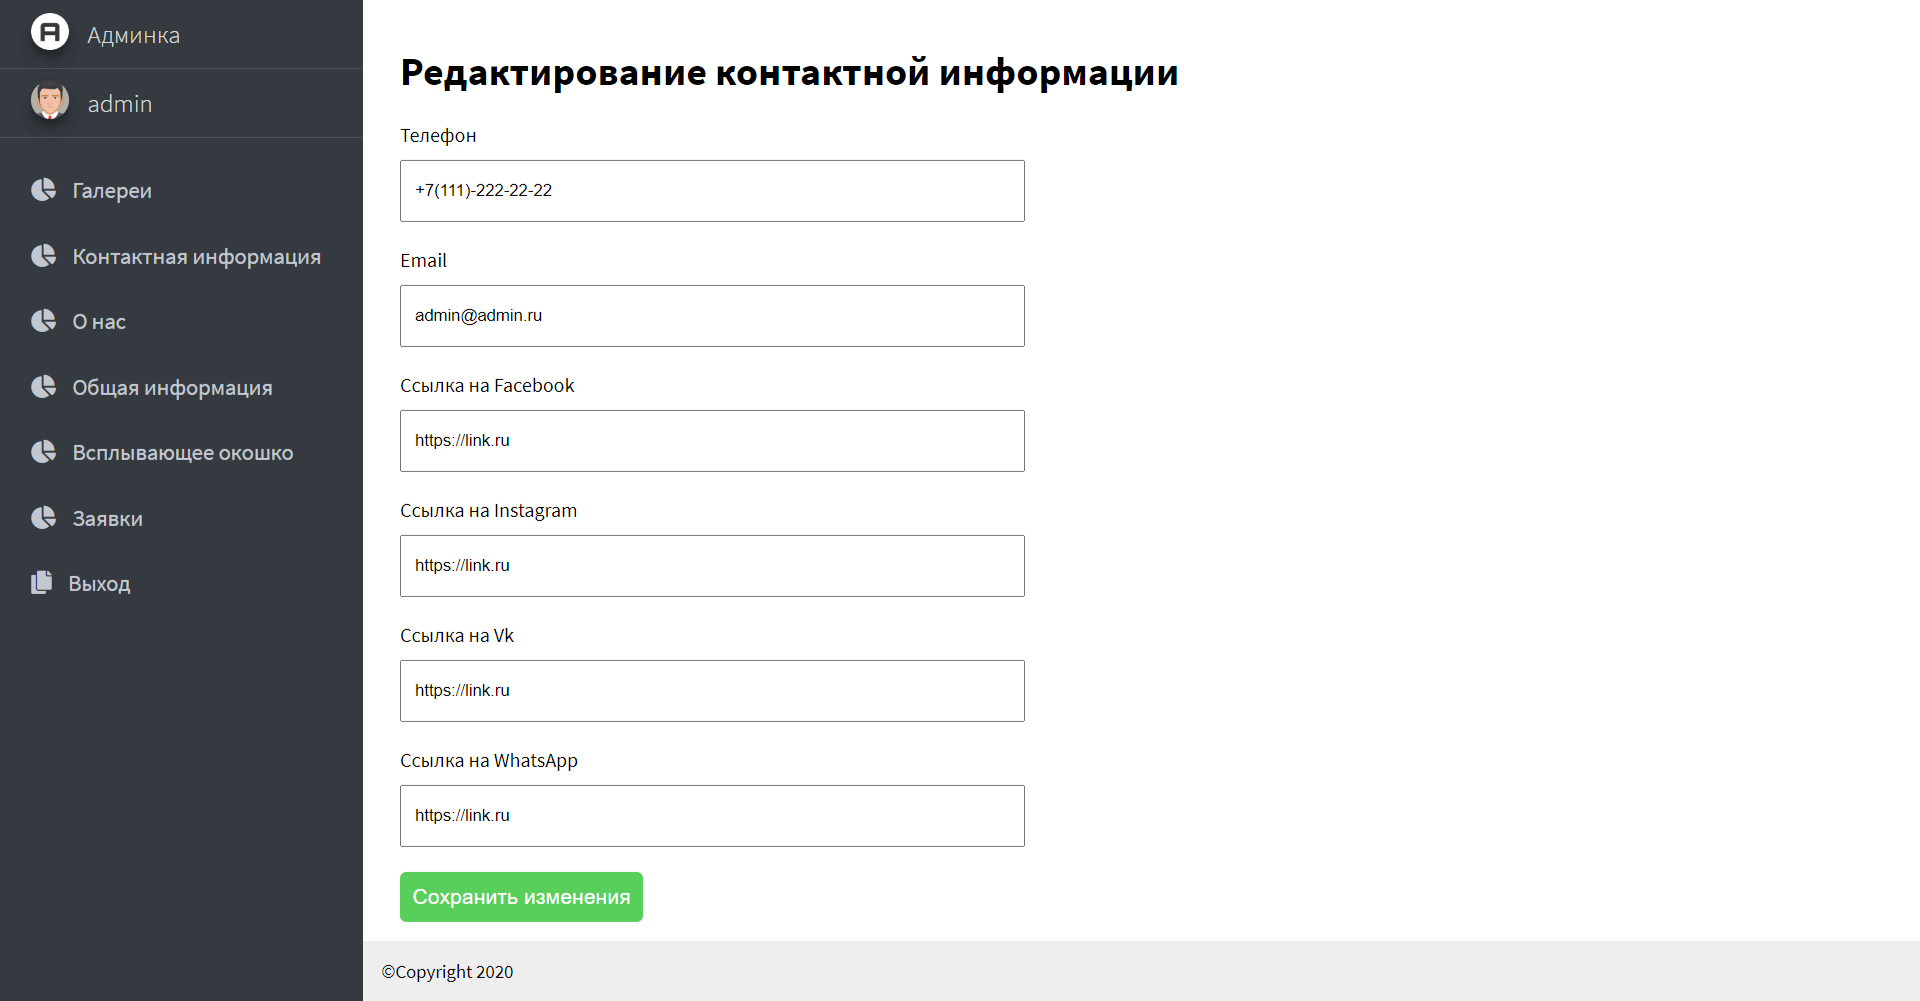 Админка
admin
Галереи
Контактная информация
О нас
Общая информация
Всплывающее окошко
Заявки
Выход
Редактирование контактной информации
Телефон
+7(111)-222-22-22
Email
admin@admin.ru
Ссылка на Facebook
https://link.ru
Ссылка на Instagram
https://link.ru
Ссылка на Vk
https://link.ru
Ссылка на WhatsApp
https://link.ru
Сохранить изменения
©Copyright 2020